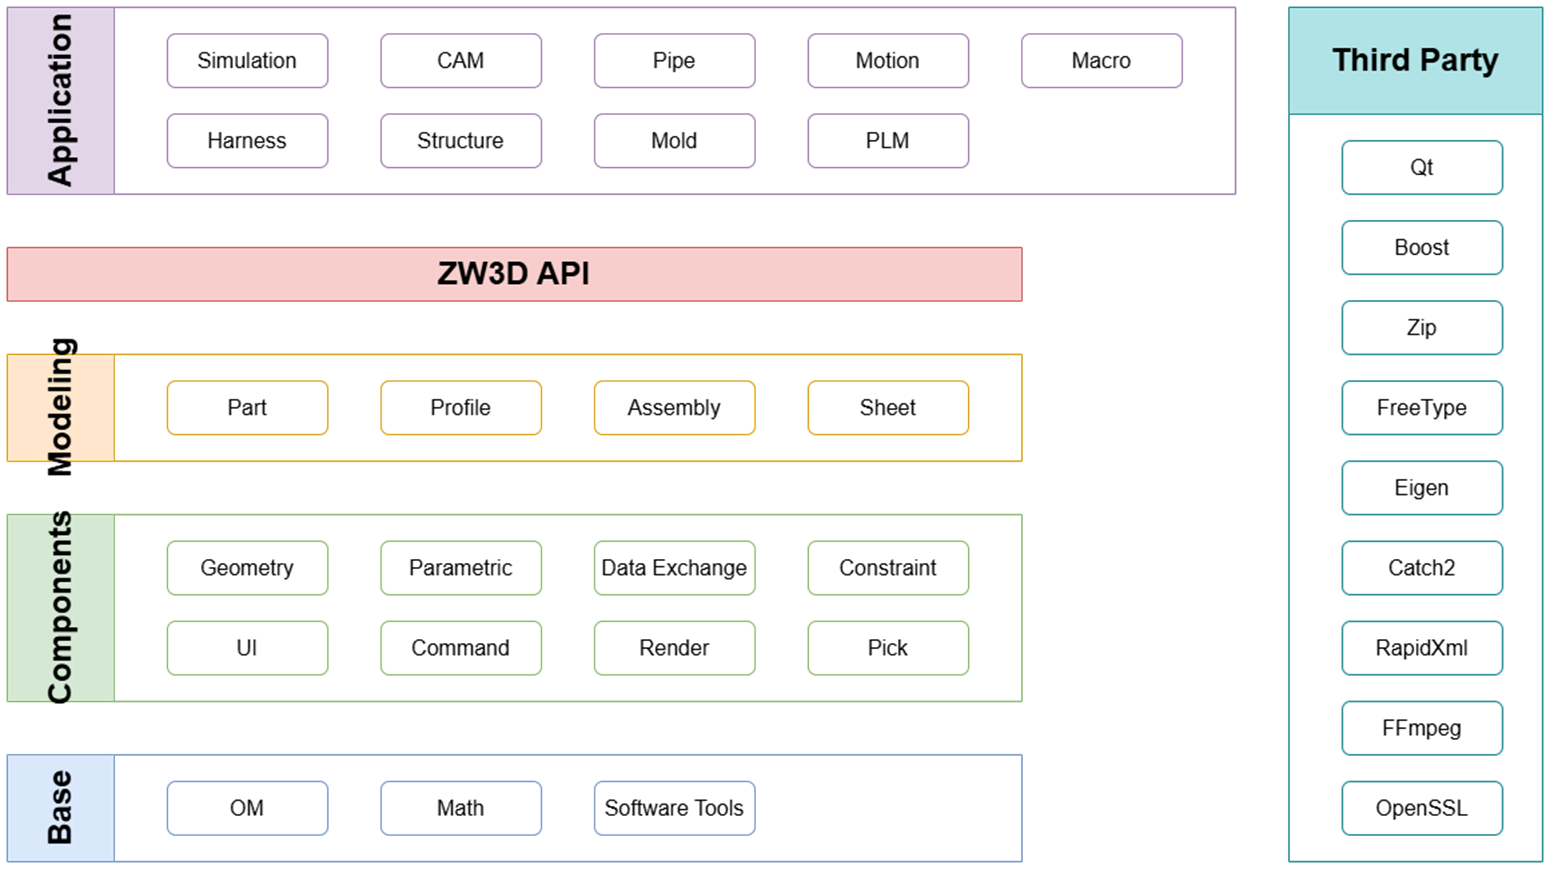 Application
Simulation
CAM
Pipe
Motion
Macro
Harness
Structure
Mold
PLM
ZW3D API
Modeling
Part
Profile
Assembly
Sheet
Components
Geometry
Parametric
Data Exchange
Constraint
UI
Command
Render
Pick
Base
OM
Math
Software Tools
Third Party
Qt
Boost
Zip
FreeType
Eigen
Catch2
RapidXml
FFmpeg
OpenSSL